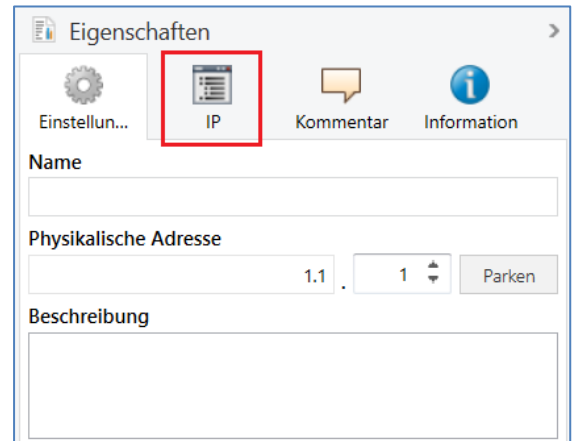 Eigenschaften
Einstellun... IP Kommentar Information
Name
Physikalische Adresse
1.1 . 1 Parken
Beschreibung